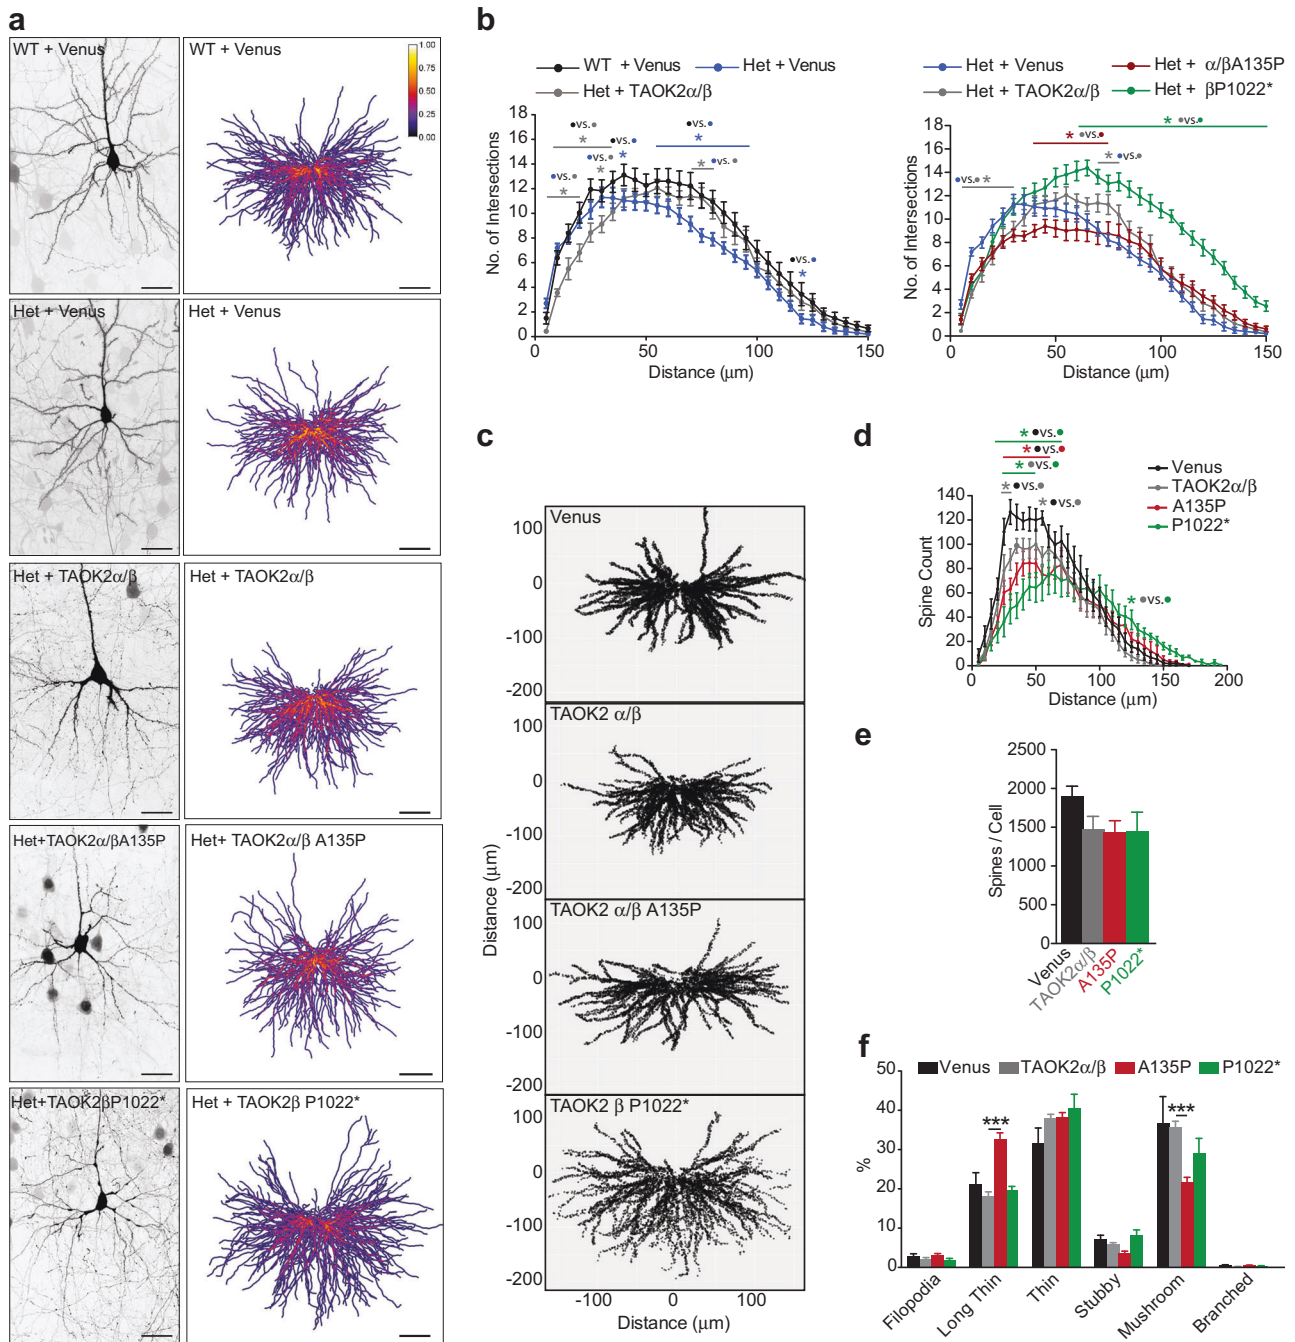 a
WT + Venus
WT + Venus
1.00
0.75
0.50
0.25
0.00
Het + Venus
Het + Venus
Het + TAOK2α/β
Het + TAOK2α/β
Het+TAOK2α/βA135P
Het+ TAOK2α/β A135P
Het+TAOK2βP1022*
Het + TAOK2β P1022*
b
WT + Venus
Het + Venus
Het + TAOK2α/β
No. of Intersections
18
16
14
12
10
8
6
4
2
0
0
50
100
150
Distance (μm)
●vs.●
*
●vs.●
*
●vs.●
*
●vs.●
*
●vs.●
*
* ●vs.●
●vs.●
*
Het + Venus
Het + α/βA135P
Het + TAOK2α/β
Het + βP1022*
No. of Intersections
18
16
14
12
10
8
6
4
2
0
0
50
100
150
Distance (μm)
* ●vs.●
* ●vs.●
* ●vs.●
●vs.● *
c
Venus
100
0
-100
-200
TAOK2 α/β
100
0
-100
-200
TAOK2 α/β A135P
100
0
-100
-200
TAOK2 β P1022*
100
0
-100
-200
-100
0
100
Distance (μm)
Distance (μm)
d
* ●vs.●
* ●vs.●
* ●vs.●
* ●vs.●
* ●vs.●
* ●vs.●
Venus
TAOK2α/β
A135P
P1022*
Spine Count
140
120
100
80
60
40
20
0
0
50
100
150
200
Distance (μm)
e
Spines / Cell
2500
2000
1500
1000
500
0
Venus
TAOK2α/β
A135P
P1022*
f
Venus
TAOK2α/β
A135P
P1022*
%
50
40
30
20
10
0
***
***
Filopodia
Long Thin
Thin
Stubby
Mushroom
Branched